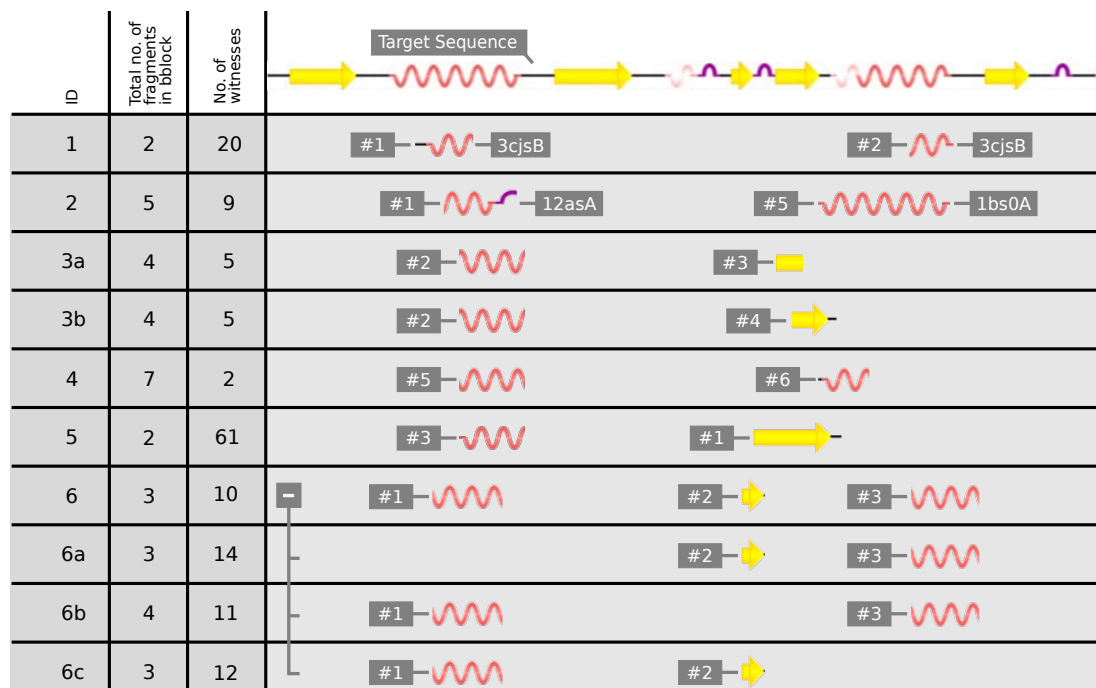 ID
Total no. of
fragments
in bblock
No. of
witnesses
Target Sequence
1 2 20 #1 3cjsB #2 3cjsB
2 5 9 #1 12asA #5 1bs0A
3a 4 5 #2 #3
3b 4 5 #2 #4
4 7 2 #5 #6
5 2 61 #3 #1
6 3 10 #1 #2 #3
6a 3 14 #2 #3
6b 4 11 #1 #3
6c 3 12 #1 #2